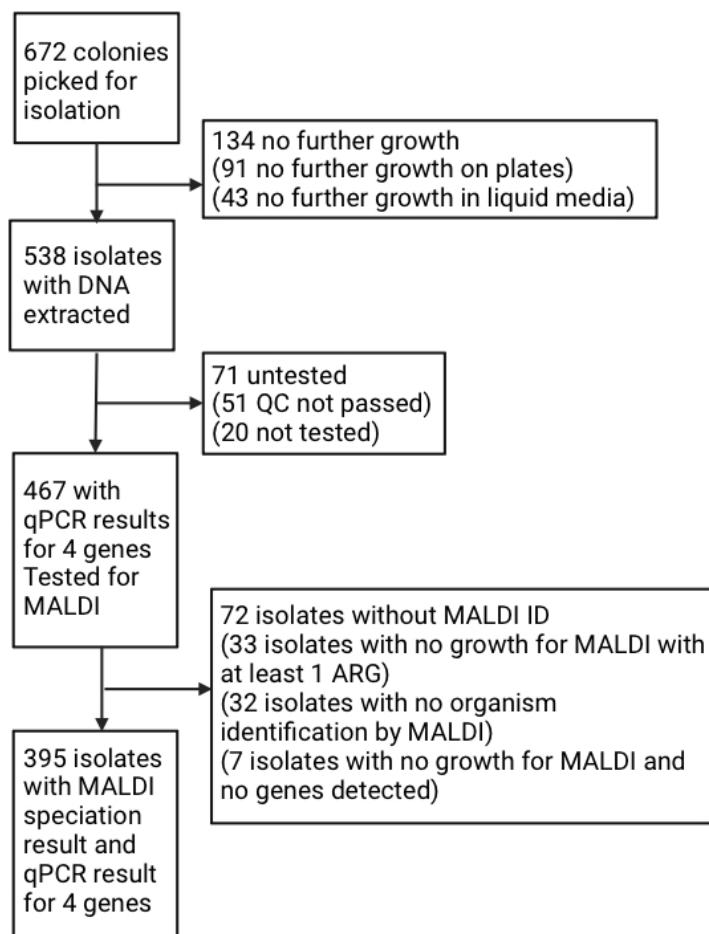 672 colonies
picked for
isolation
134 no further growth
(91 no further growth on plates)
(43 no further growth in liquid media)
538 isolates
with DNA
extracted
71 untested
(51 QC not passed)
(20 not tested)
467 with
qPCR results
for 4 genes
Tested for
MALDI
72 isolates without MALDI ID
(33 isolates with no growth for MALDI with
at least 1 ARG)
(32 isolates with no organism
identification by MALDI)
(7 isolates with no growth for MALDI and
no genes detected)
395 isolates
with MALDI
speciation
result and
qPCR result
for 4 genes